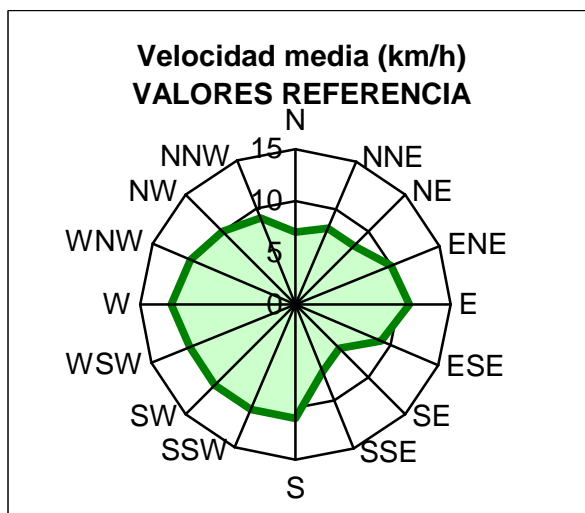 Velocidad media (km/h)
VALORES REFERENCIA
N
NNW 15 NNE
NW 10 NE
WNW 5 ENE
W 0 E
WSW ESE
SW SE
SSW SSE
S